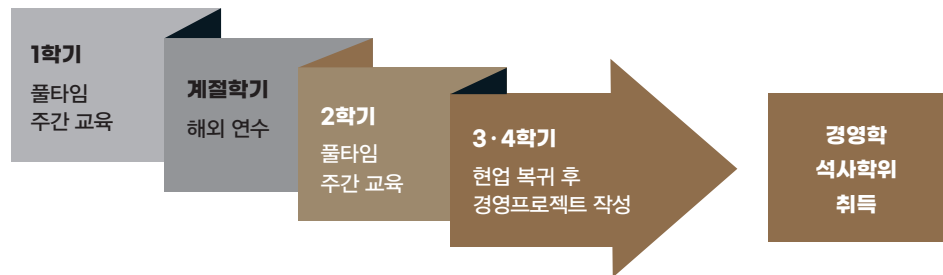 1학기
풀타임
주간 교육
계절학기
해외 연수
2학기
풀타임
주간 교육
3·4학기
현업 복귀 후
경영프로젝트 작성
경영학
석사학위
취득